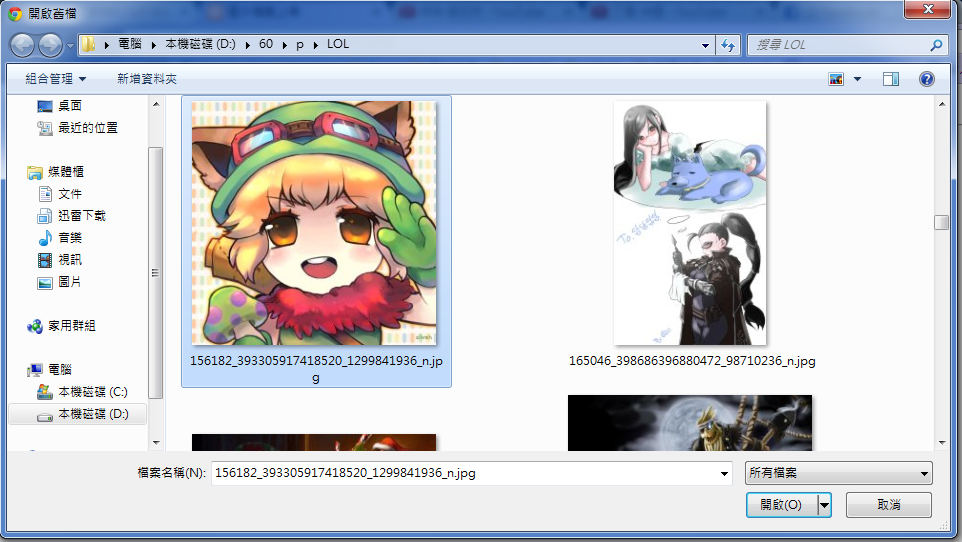 開啟舊檔
電腦 本機磁碟 (D:) 60 p LOL
搜尋 LOL
組合管理 新增資料夾
桌面
最近的位置
媒體櫃
文件
迅雷下載
音樂
視訊
圖片
家用群組
電腦
本機磁碟 (C:)
本機磁碟 (D:)
156182_393305917418520_1299841936_n.jp
g
165046_398686396880472_98710236_n.jpg
檔案名稱(N): 156182_393305917418520_1299841936_n.jpg
所有檔案
開啟(O) 取消